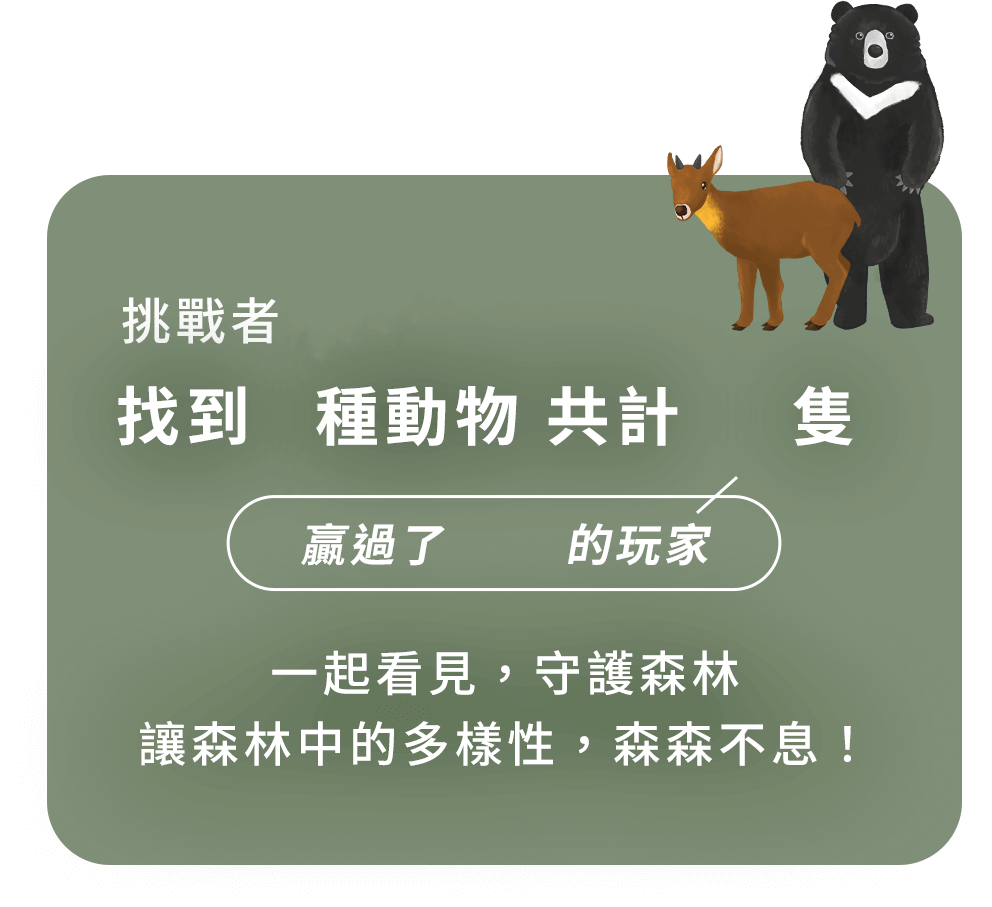 挑戰者
找到 種動物 共計 隻
贏過了 的玩家
一起看見，守護森林
讓森林中的多樣性，森森不息！